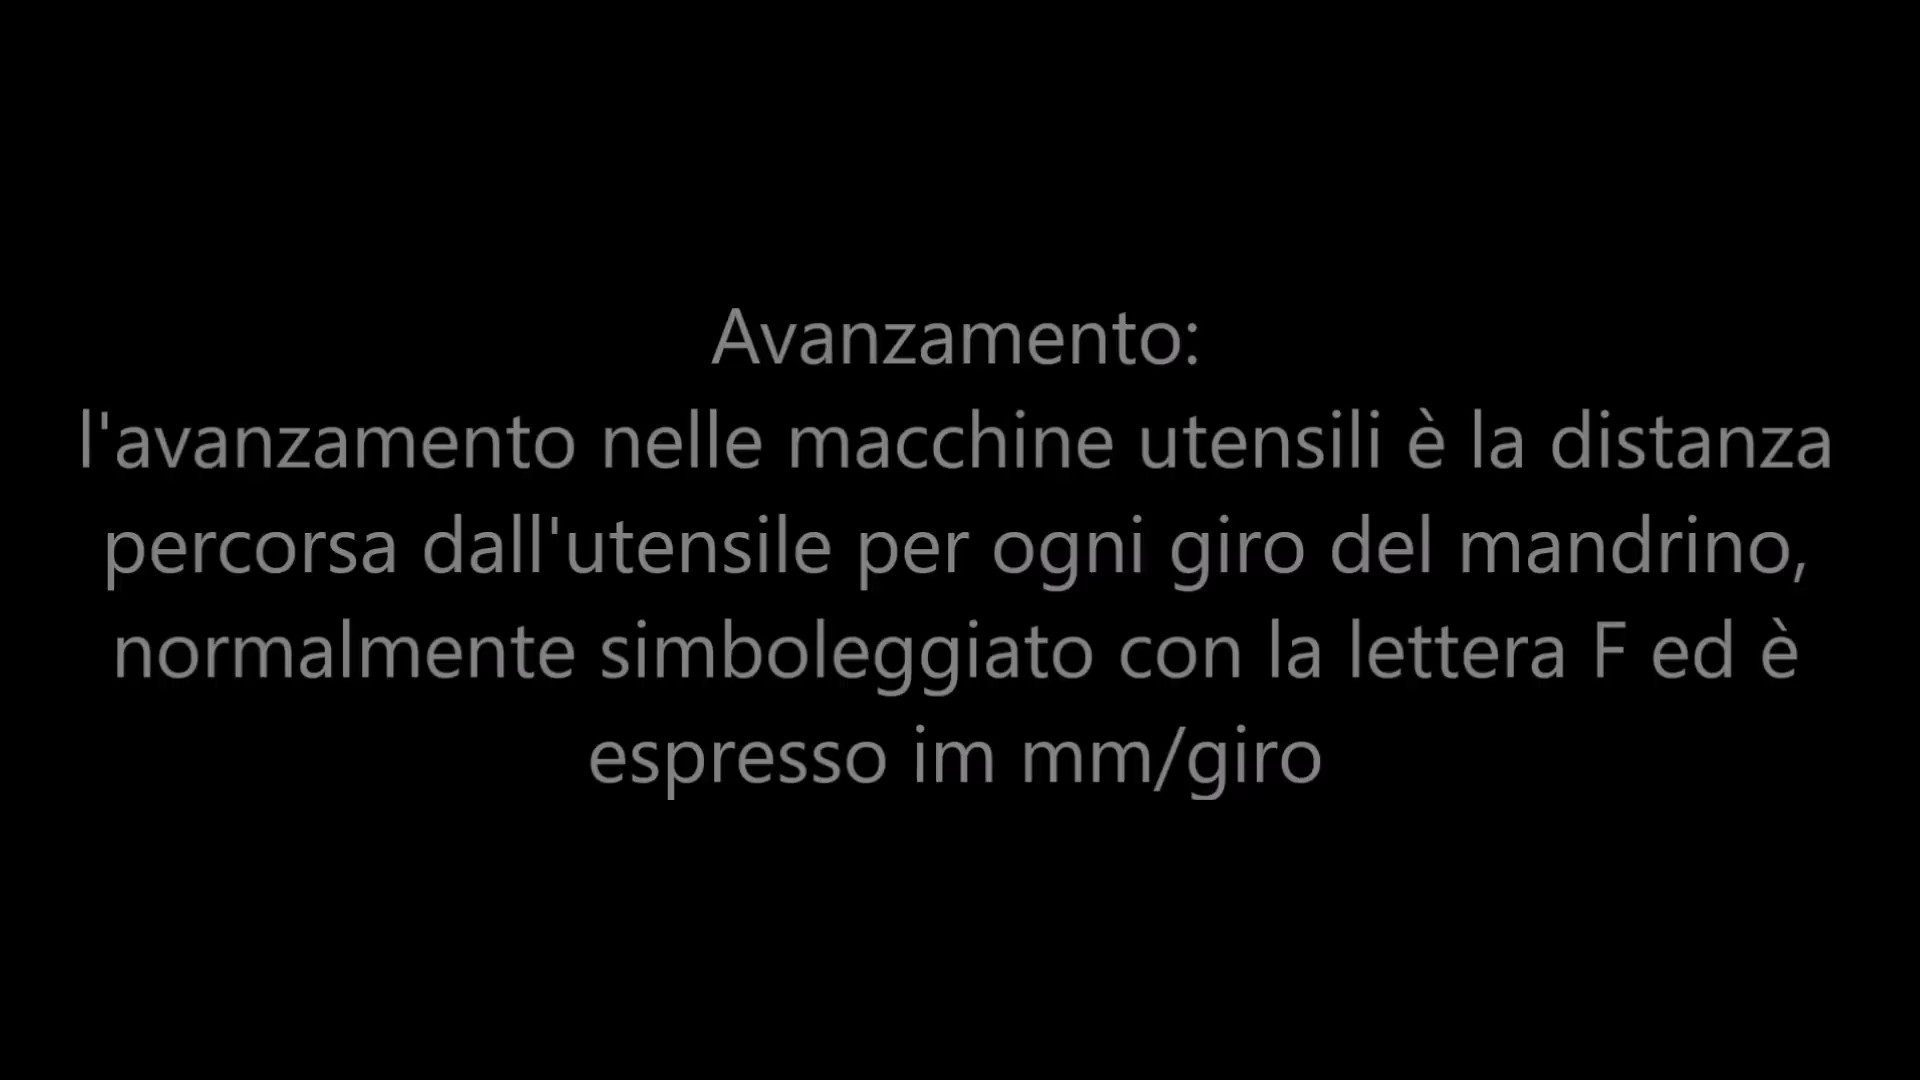 Avanzamento:
l'avanzamento nelle macchine utensili è la distanza
percorsa dall'utensile per ogni giro del mandrino,
normalmente simboleggiato con la lettera F ed è
espresso im mm/giro